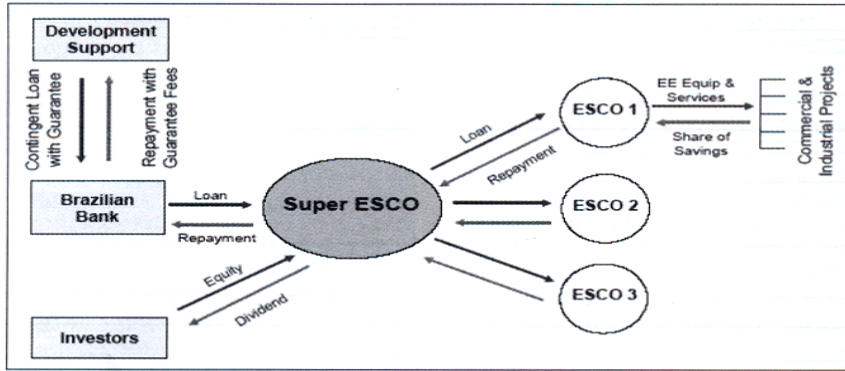 Development
Support
Contingent Loan
with Guarantee
Repayment with
Guarantee Fees
Brazilian
Bank
Loan
Repayment
Investors
Equity
Dividend
Super ESCO
Loan
Repayment
ESCO 1
EE Equip &
Services
Share of
Savings
Commercial &
Industrial Projects
ESCO 2
ESCO 3